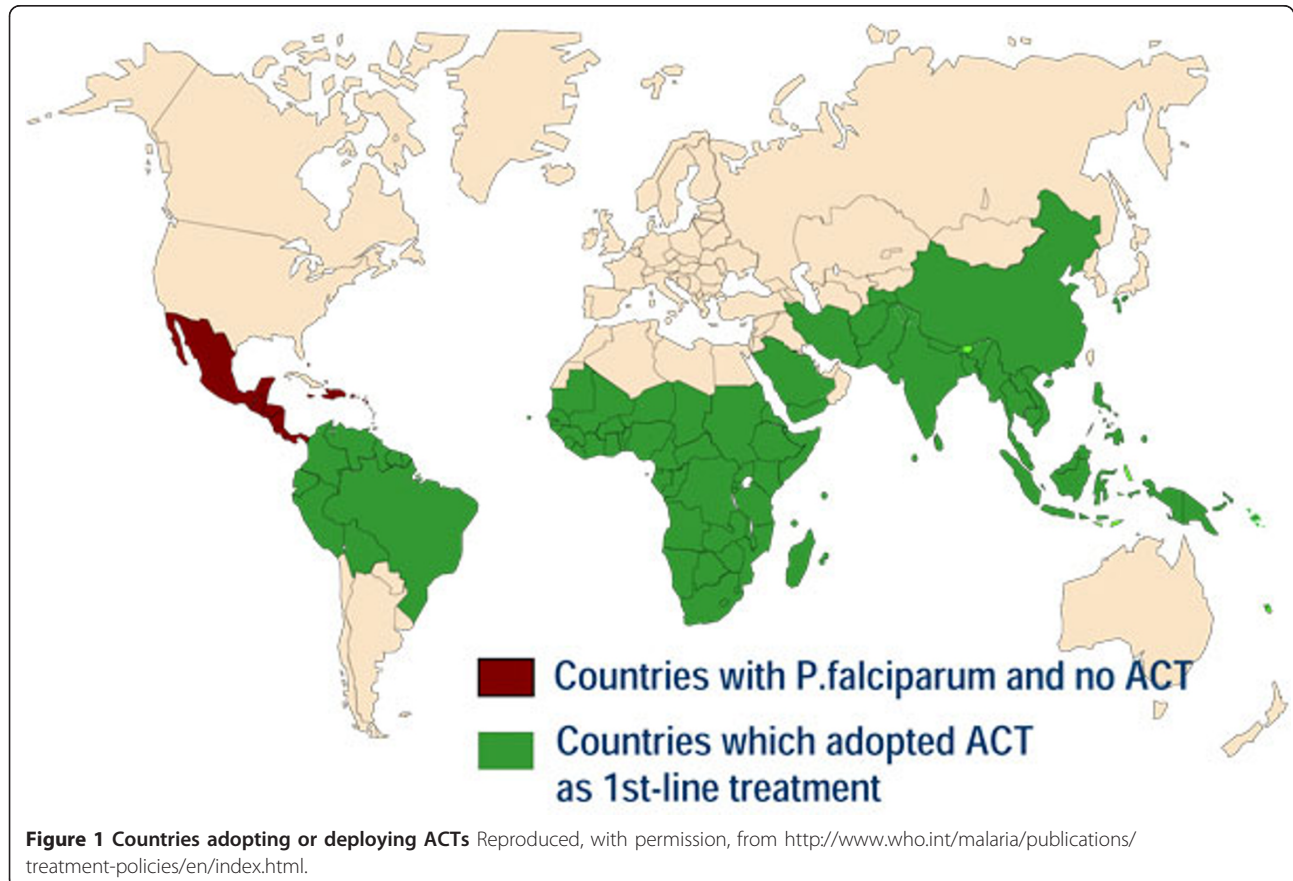 Countries with P.falciparum and no ACT
Countries which adopted ACT
as 1st-line treatment
Figure 1 Countries adopting or deploying ACTs Reproduced, with permission, from http://www.who.int/malaria/publications/
treatment-policies/en/index.html.